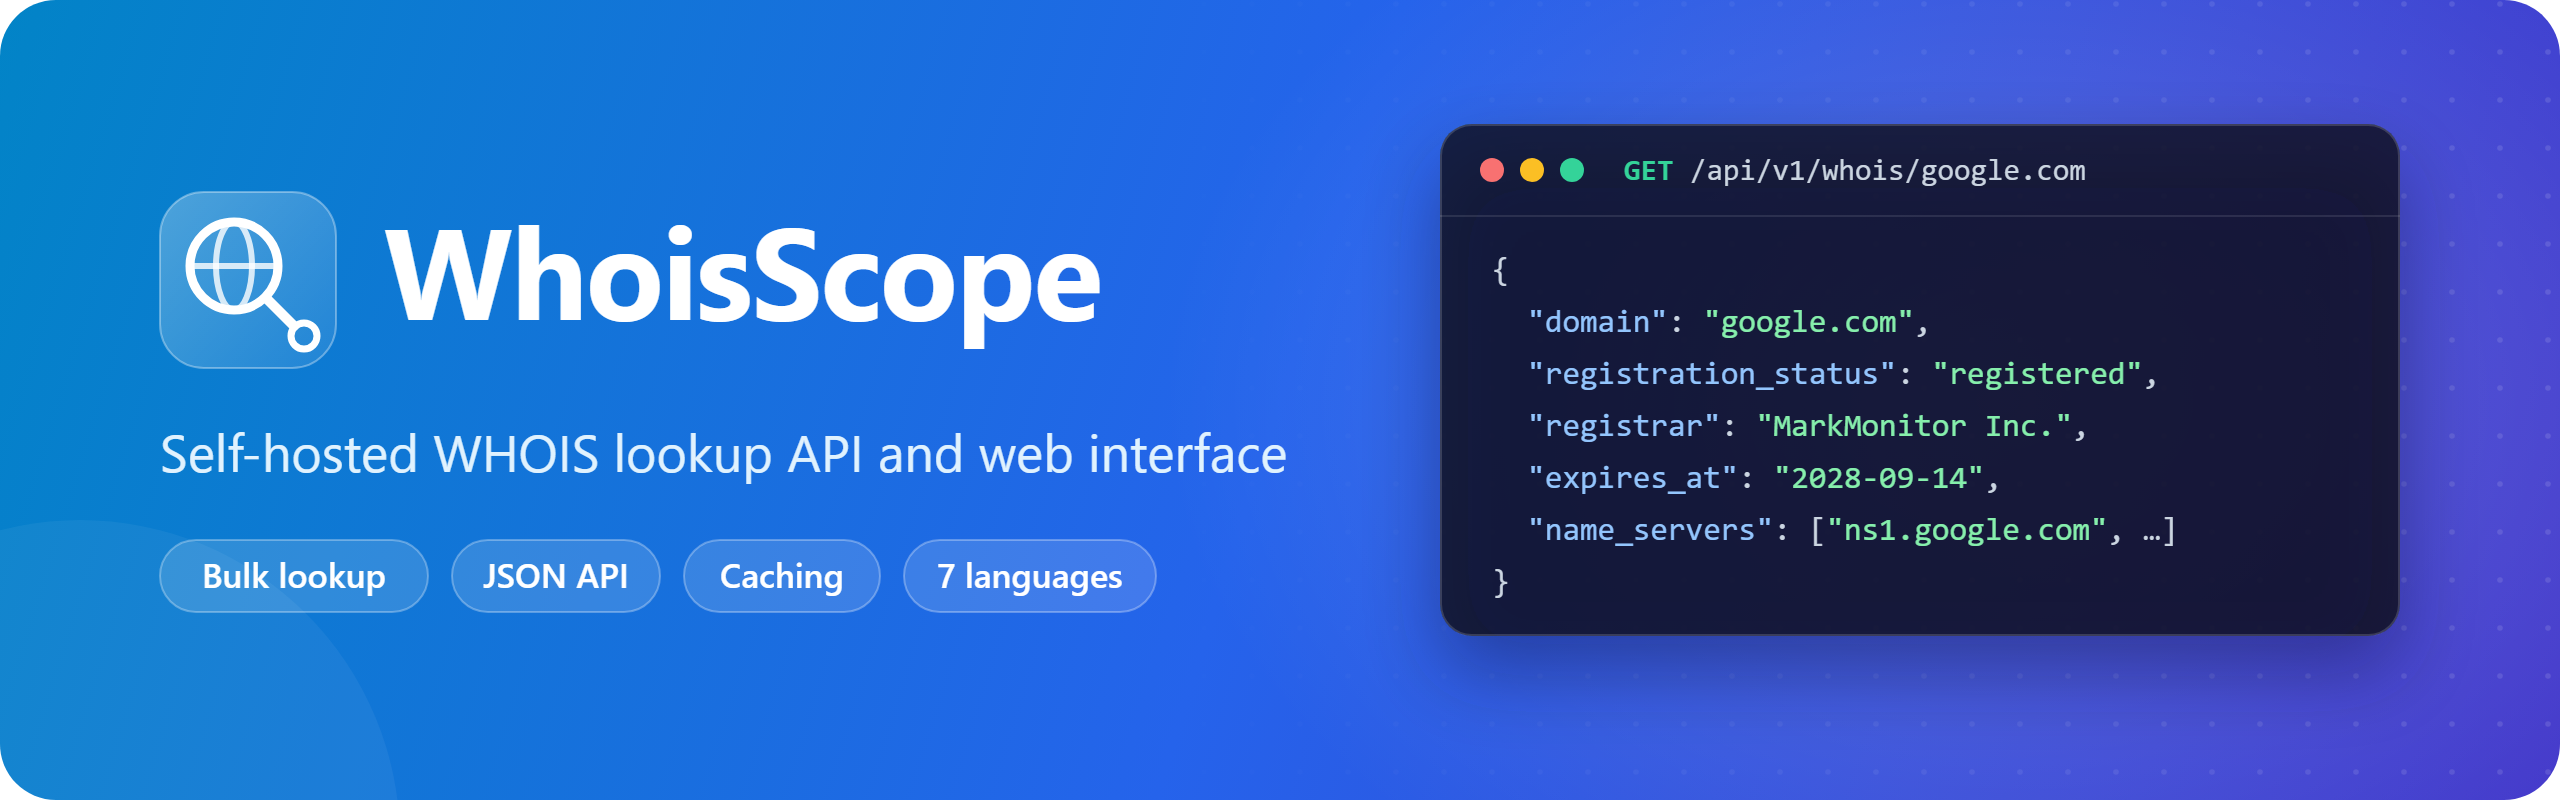 WhoisScope
Self-hosted WHOIS lookup API and web interface
Bulk lookup
JSON API
Caching
7 languages
GET /api/v1/whois/google.com
{
"domain": "google.com",
"registration_status": "registered",
"registrar": "MarkMonitor Inc.",
"expires_at": "2028-09-14",
"name_servers": ["ns1.google.com", …]
}